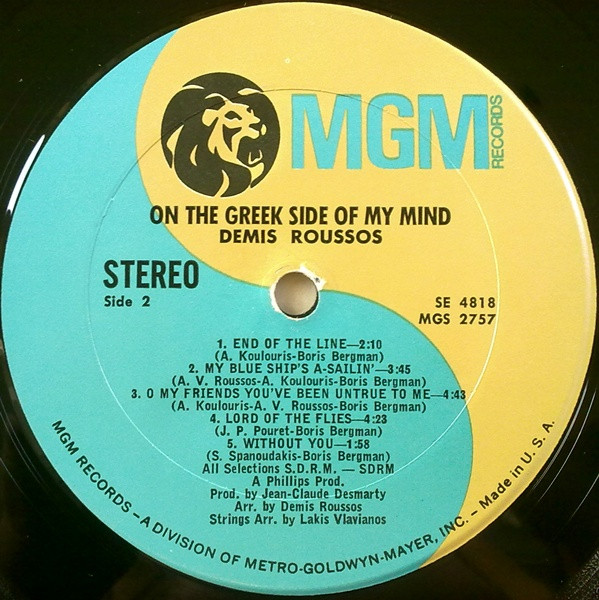 MGM
RECORDS
ON THE GREEK SIDE OF MY MIND
DEMIS ROUSSOS
STEREO
Side 2
SE 4818
MGS 2757
1. END OF THE LINE—2:10
(A. Koulouris-Boris Bergman)
2. MY BLUE SHIP'S A-SAILIN'—3:45
(A. V. Roussos-A. Koulouris-Boris Bergman)
3. O MY FRIENDS YOU'VE BEEN UNTRUE TO ME—4:43
(A. Koulouris-A. V. Roussos-Boris Bergman)
4. LORD OF THE FLIES—4:23
(J. P. Pouret-Boris Bergman)
5. WITHOUT YOU—1:58
(S. Spanoudakis-Boris Bergman)
All Selections S.D.R.M. — SDRM
A Phillips Prod.
Prod. by Jean-Claude Desmarty
Arr. by Demis Roussos
Strings Arr. by Lakis Vlavianos
MGM RECORDS—A DIVISION OF METRO-GOLDWYN-MAYER, INC. – Made in U. S. A.